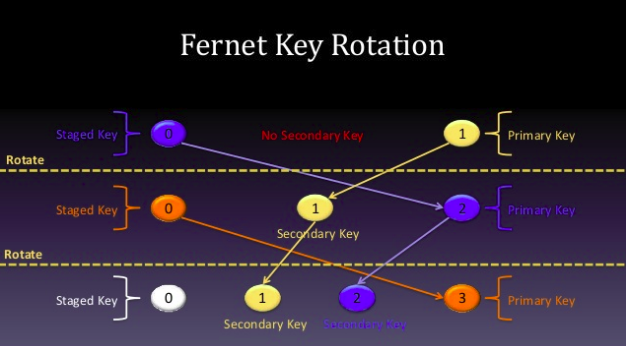 Fernet Key Rotation
Staged Key 0 No Secondary Key 1 Primary Key
Rotate
Staged Key 0 1 2 Primary Key
Secondary Key
Rotate
Staged Key 0 1 2 3 Primary Key
Secondary Key Secondary Key